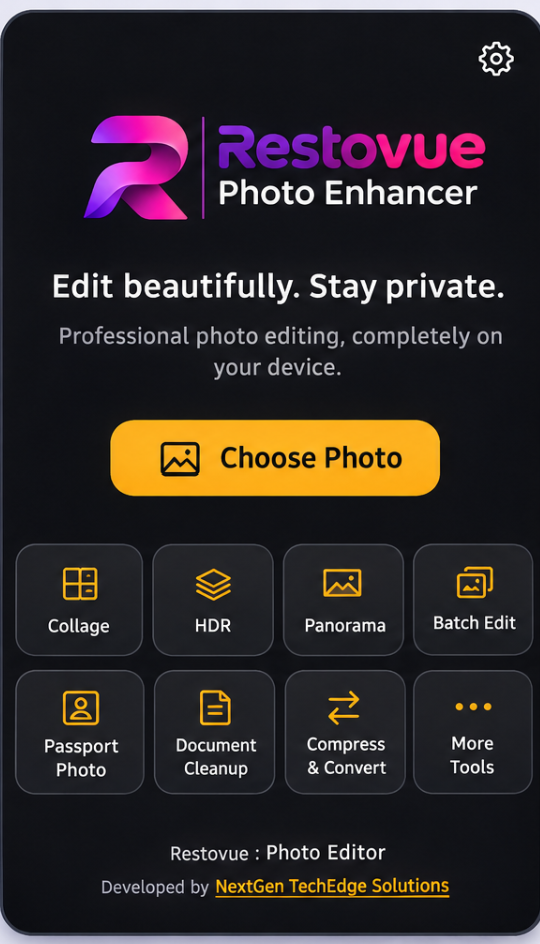 Restovue
Photo Enhancer
Edit beautifully. Stay private.
Professional photo editing, completely on
your device.
Choose Photo
Collage
HDR
Panorama
Batch Edit
Passport
Photo
Document
Cleanup
Compress
& Convert
More
Tools
Restovue : Photo Editor
Developed by NextGen TechEdge Solutions